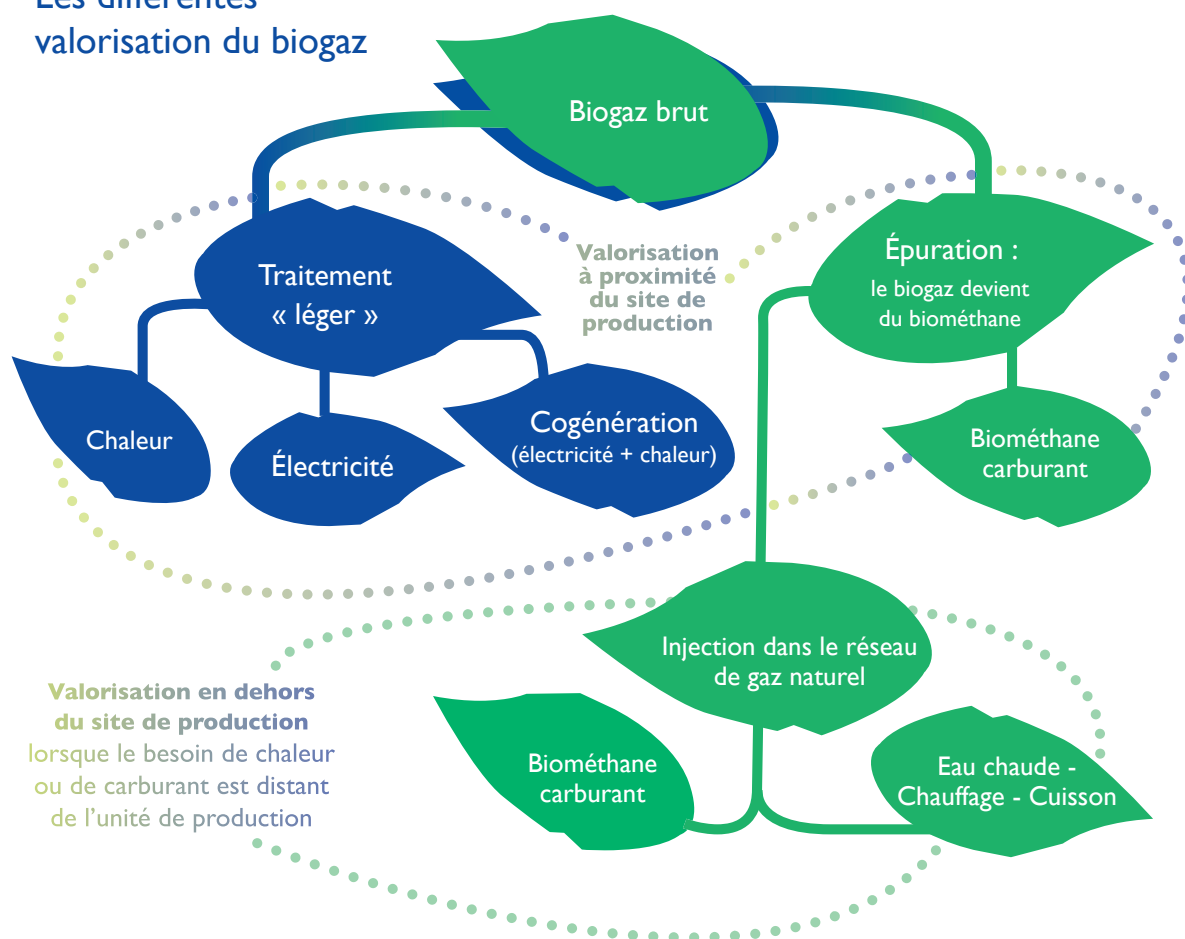 Les différentes
valorisation du biogaz
Biogaz brut
Valorisation
à proximité
du site de
production
Traitement
« léger »
Chaleur
Électricité
Cogénération
(électricité + chaleur)
Épuration :
le biogaz devient
du biométhane
Biométhane
carburant
Injection dans le réseau
de gaz naturel
Valorisation en dehors
du site de production
lorsque le besoin de chaleur
ou de carburant est distant
de l’unité de production
Biométhane
carburant
Eau chaude -
Chauffage - Cuisson